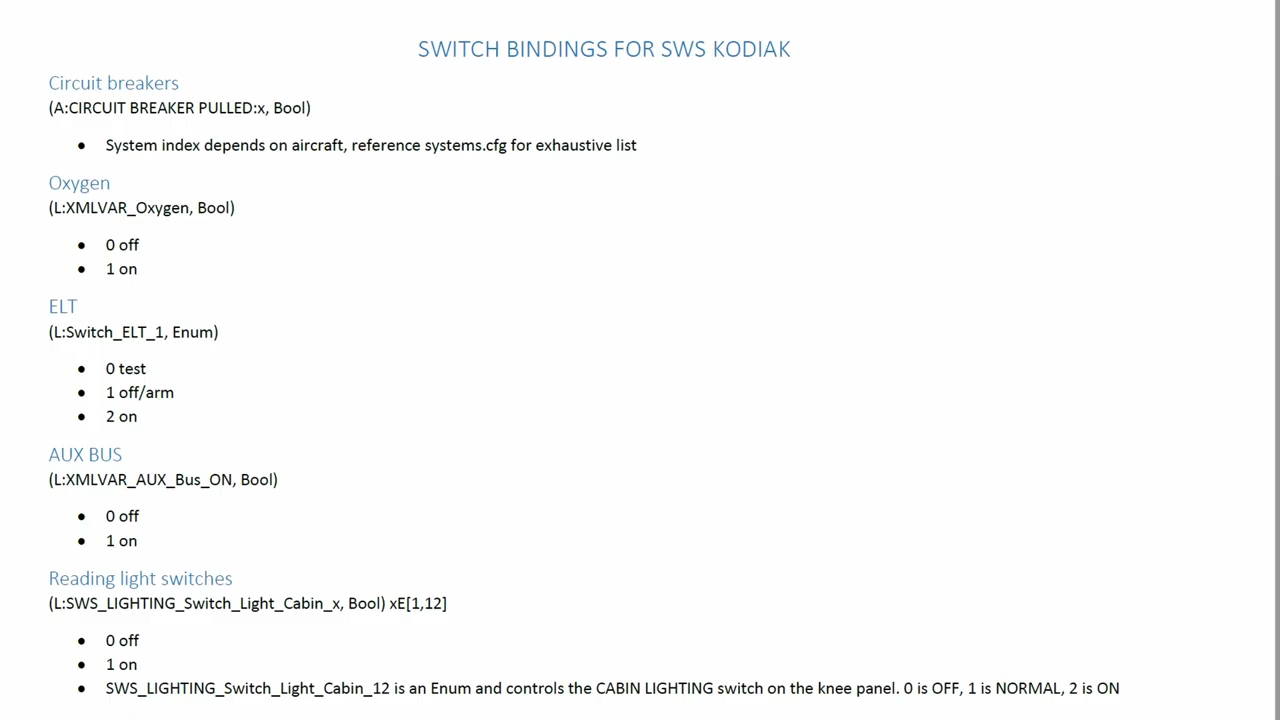 SWITCH BINDINGS FOR SWS KODIAK
Circuit breakers
(A:CIRCUIT BREAKER PULLED:x, Bool)
• System index depends on aircraft, reference systems.cfg for exhaustive list
Oxygen
(L:XMLVAR_Oxygen, Bool)
• 0 off
• 1 on
ELT
(L:Switch_ELT_1, Enum)
• 0 test
• 1 off/arm
• 2 on
AUX BUS
(L:XMLVAR_AUX_Bus_ON, Bool)
• 0 off
• 1 on
Reading light switches
(L:SWS_LIGHTING_Switch_Light_Cabin_x, Bool) xE[1,12]
• 0 off
• 1 on
• SWS_LIGHTING_Switch_Light_Cabin_12 is an Enum and controls the CABIN LIGHTING switch on the knee panel. 0 is OFF, 1 is NORMAL, 2 is ON